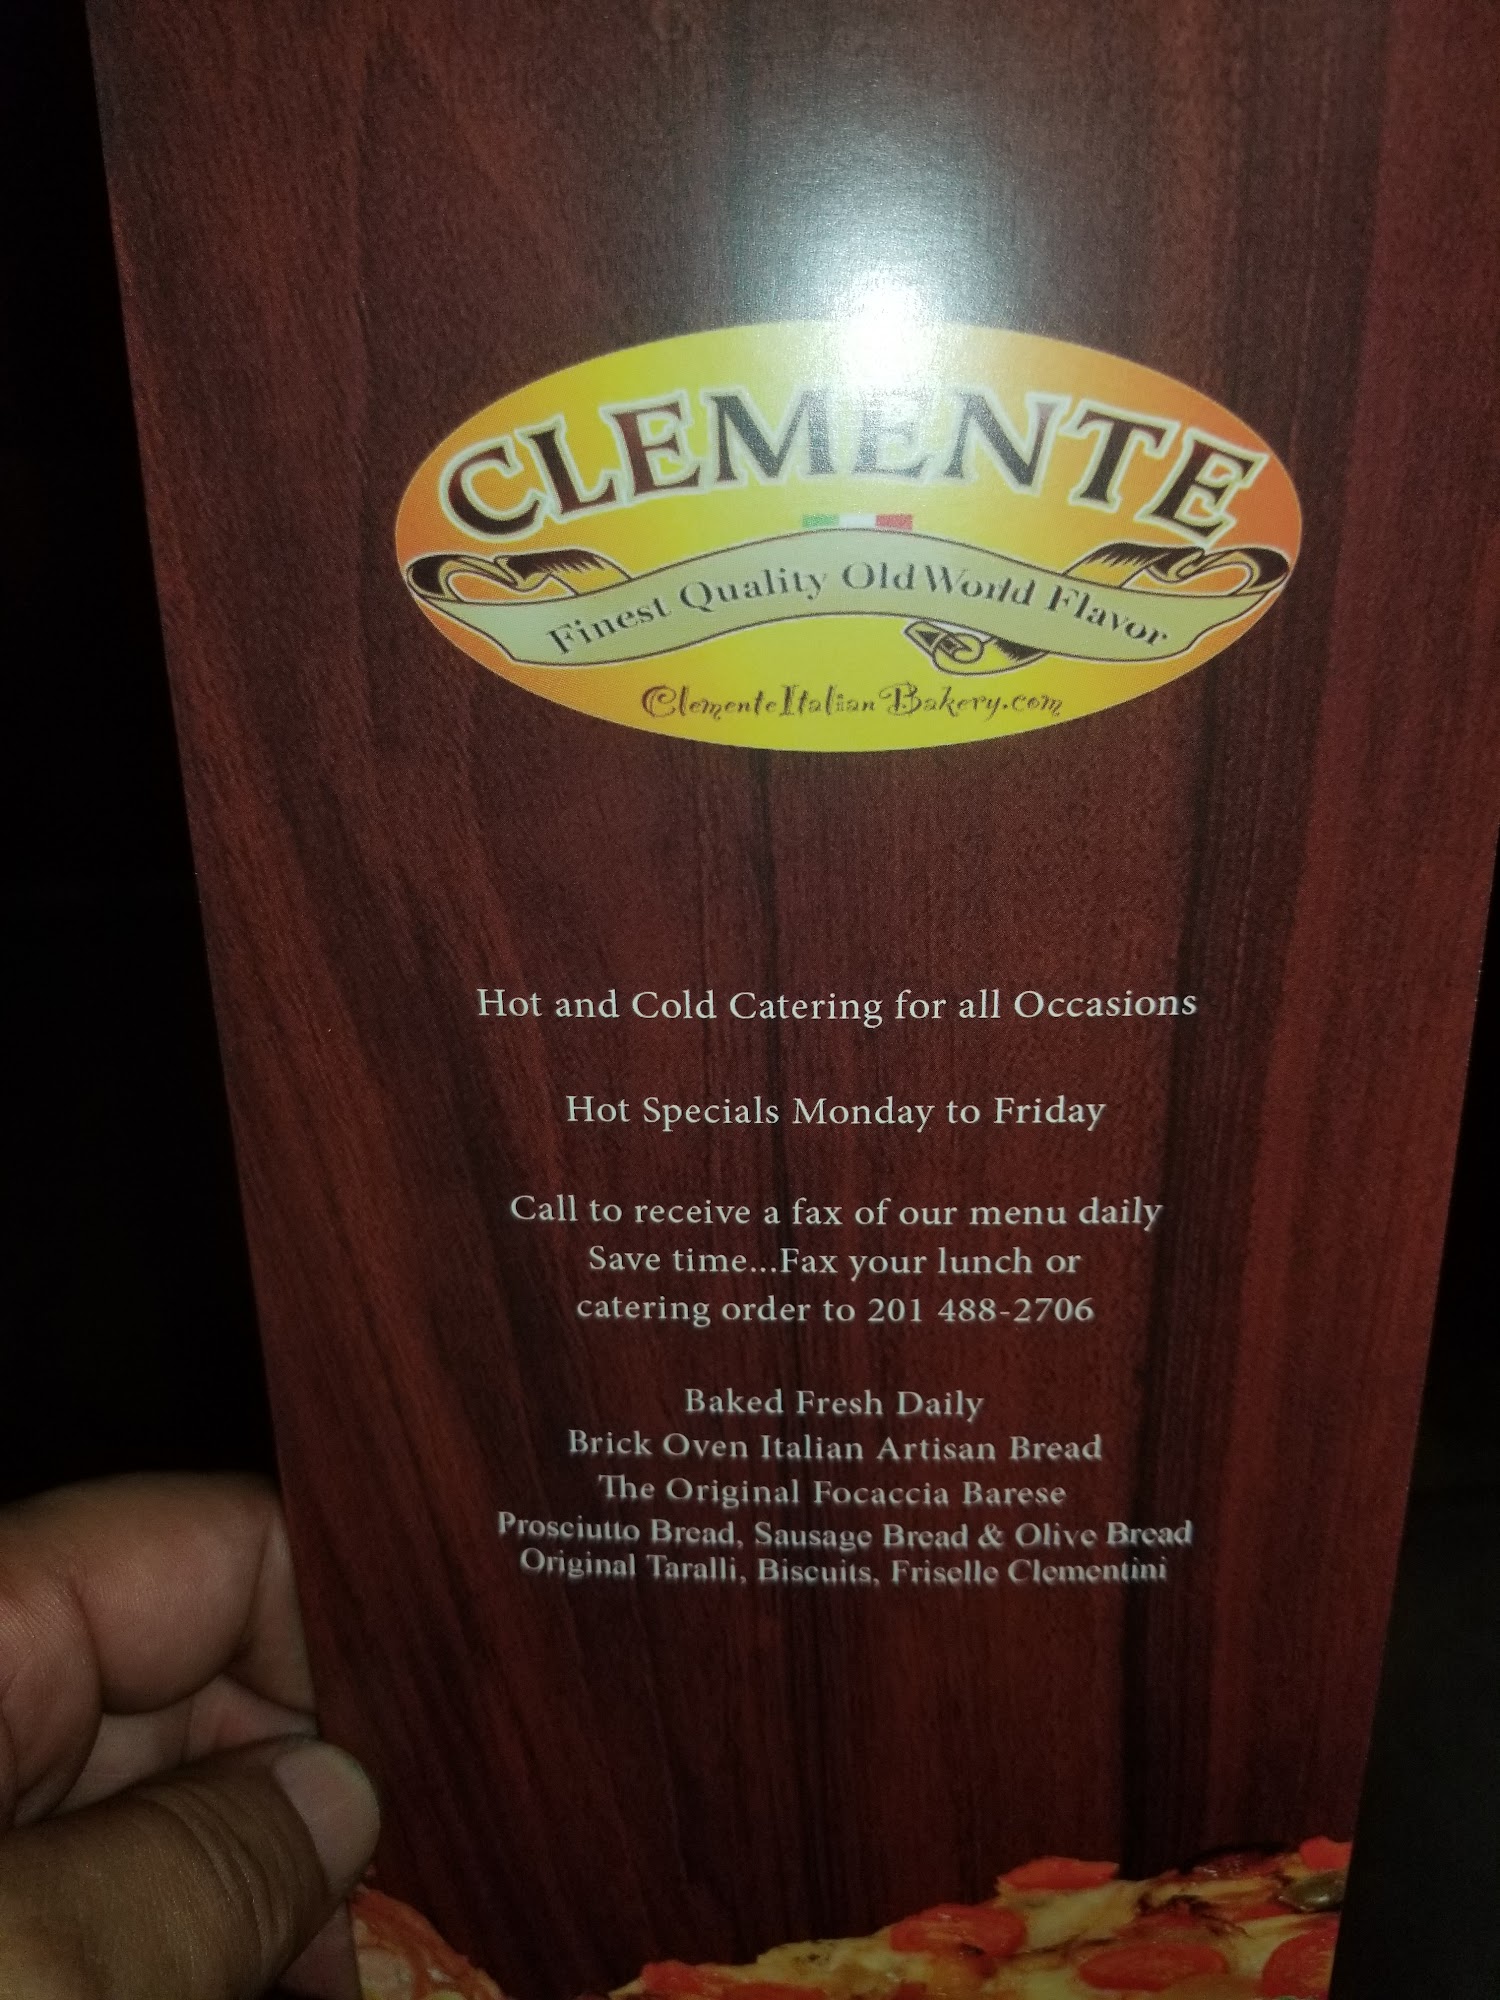 CLEMENTE
Finest Quality Old World Flavor
ClementeItalianBakery.com
Hot and Cold Catering for all Occasions
Hot Specials Monday to Friday
Call to receive a fax of our menu daily
Save time...Fax your lunch or
catering order to 201 488-2706
Baked Fresh Daily
Brick Oven Italian Artisan Bread
The Original Focaccia Barese
Prosciutto Bread, Sausage Bread & Olive Bread
Original Taralli, Biscuits, Friselle Clementini